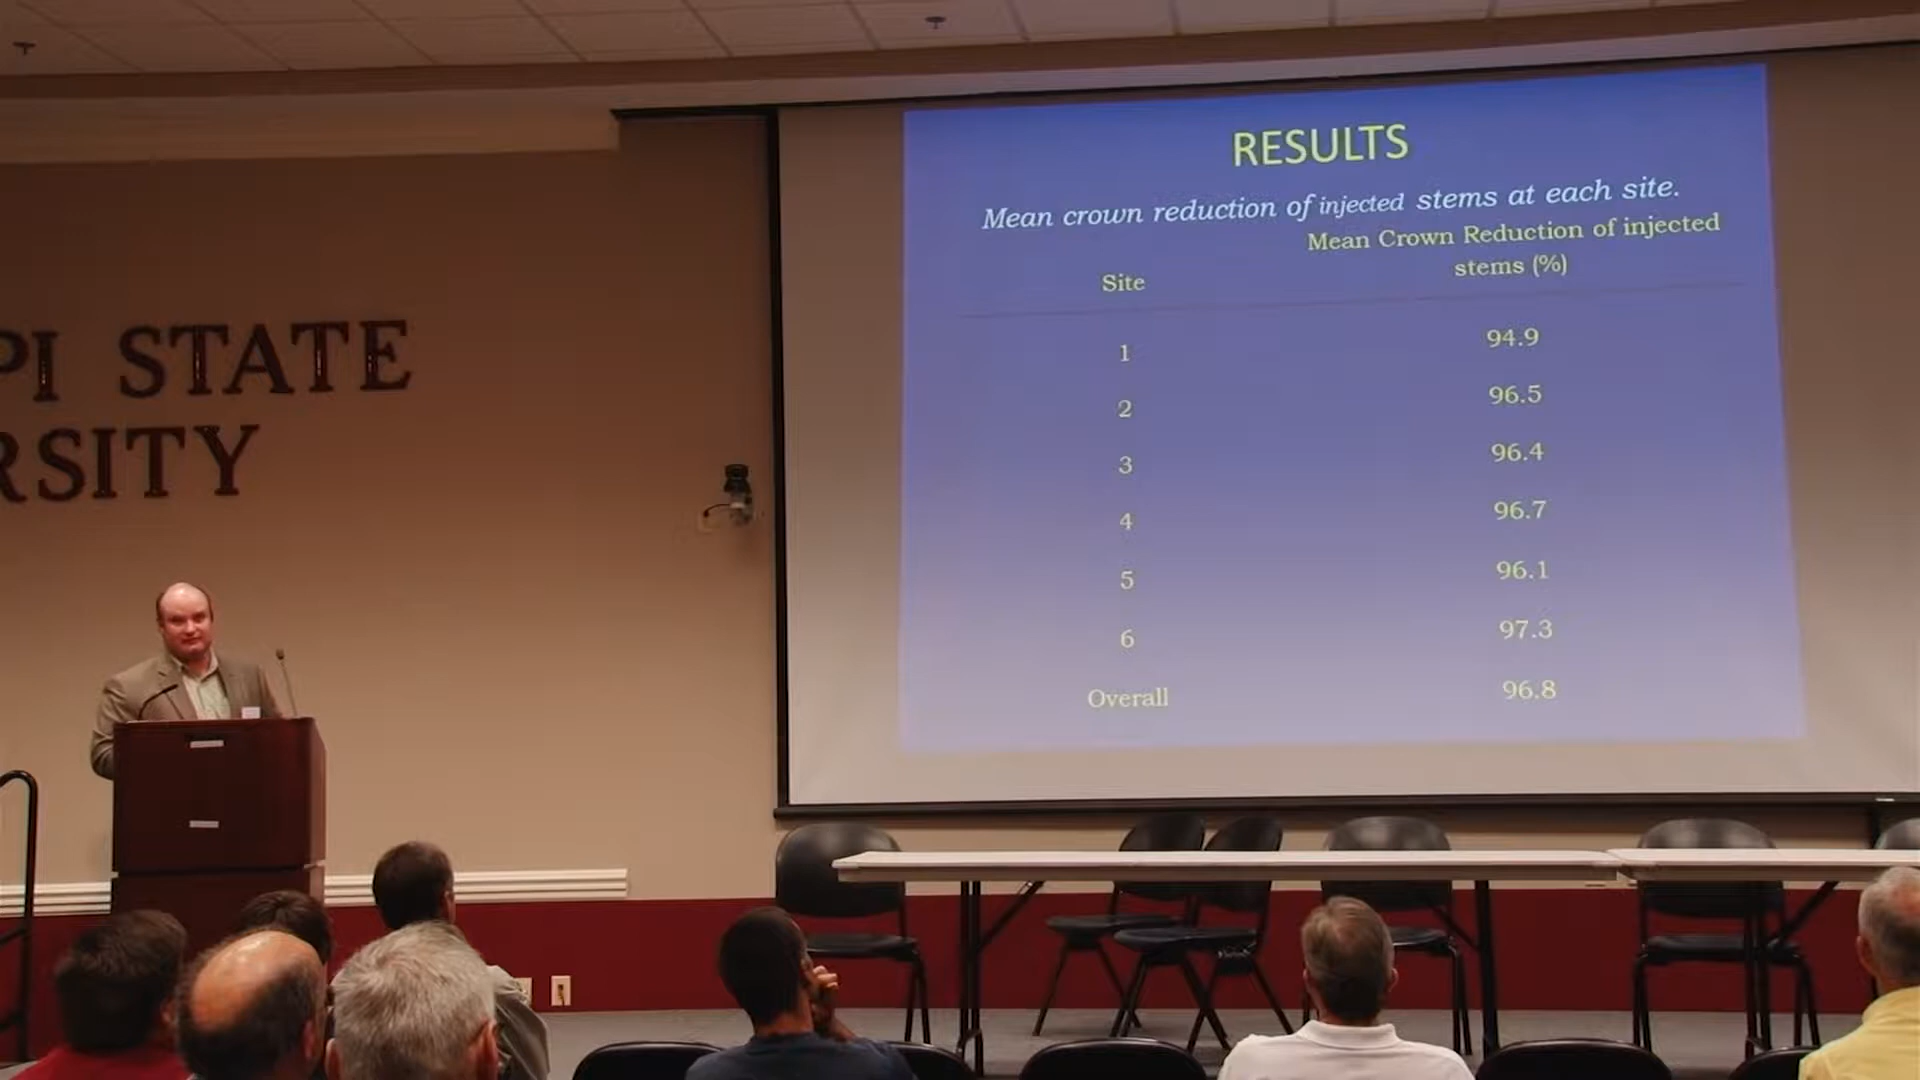 PI STATE
RSITY
RESULTS
Mean crown reduction of injected stems at each site.
Site Mean Crown Reduction of injected
stems (%)
1 94.9
2 96.5
3 96.4
4 96.7
5 96.1
6 97.3
Overall 96.8